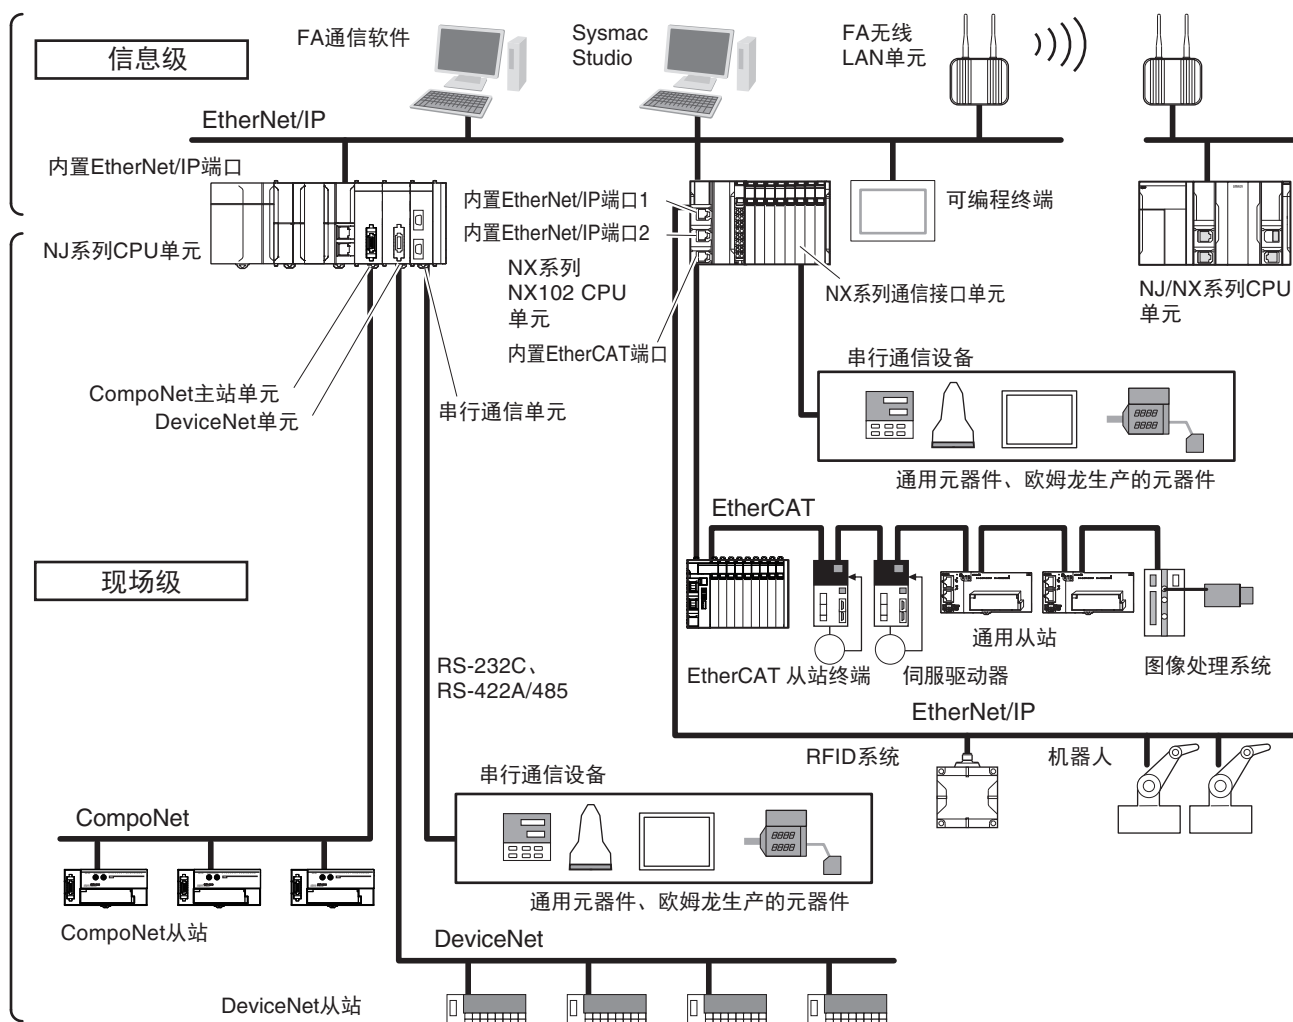 信息级
FA通信软件
Sysmac
Studio
FA无线
LAN单元
EtherNet/IP
内置EtherNet/IP端口
内置EtherNet/IP端口1
内置EtherNet/IP端口2
可编程终端
NJ系列CPU单元
NX系列
NX102 CPU
单元
NX系列通信接口单元
NJ/NX系列CPU
单元
内置EtherCAT端口
串行通信设备
CompoNet主站单元
DeviceNet单元
串行通信单元
8888
8888
通用元器件、欧姆龙生产的元器件
EtherCAT
现场级
通用从站
RS-232C、
RS-422A/485
EtherCAT 从站终端
伺服驱动器
图像处理系统
EtherNet/IP
RFID系统
机器人
串行通信设备
CompoNet
8888
8888
通用元器件、欧姆龙生产的元器件
CompoNet从站
DeviceNet
DeviceNet从站